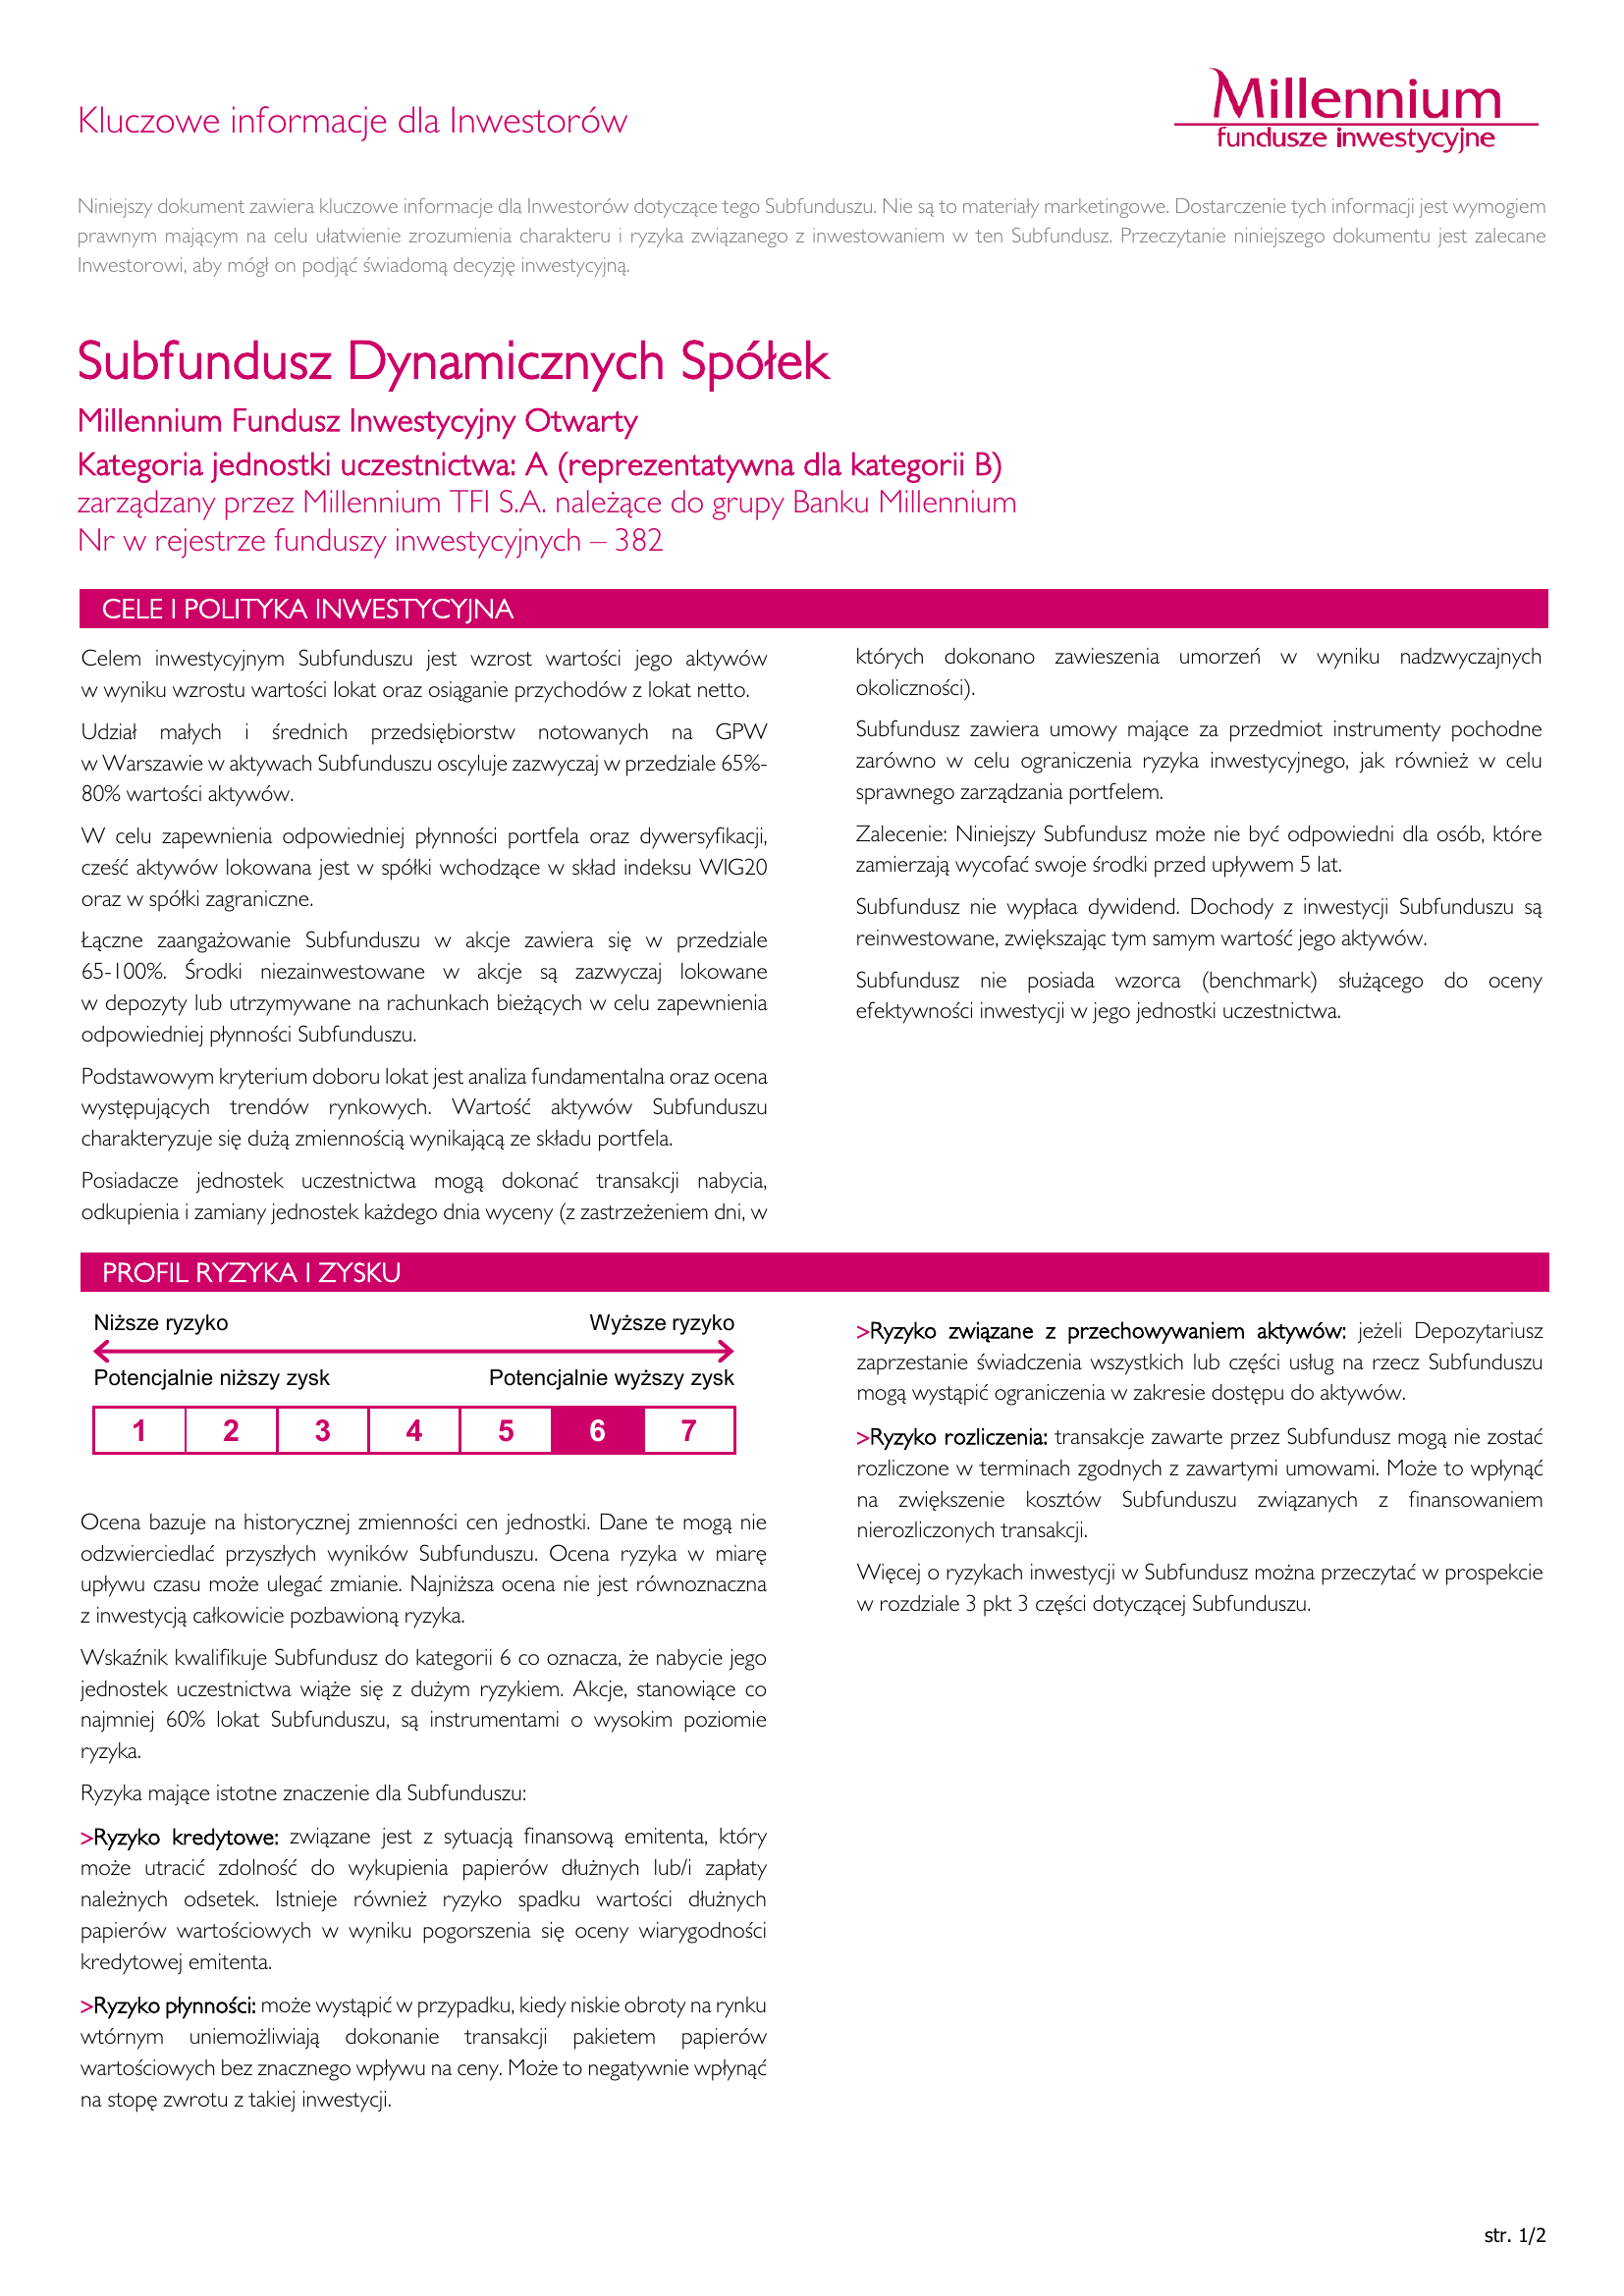 Kluczowe informacje dla Inwestorów
Millennium
fundusze inwestycyjne
Niniejszy dokument zawiera kluczowe informacje dla Inwestorów dotyczące tego Subfunduszu. Nie są to materiały marketingowe. Dostarczenie tych informacji jest wymogiem
prawnym mającym na celu ułatwienie zrozumienia charakteru i ryzyka związanego z inwestowaniem w ten Subfundusz. Przeczytanie niniejszego dokumentu jest zalecane
Inwestorowi, aby mógł on podjąć świadomą decyzję inwestycyjną.
Subfundusz Dynamicznych Spółek
Millennium Fundusz Inwestycyjny Otwarty
Kategoria jednostki uczestnictwa: A (reprezentatywna dla kategorii B)
zarządzany przez Millennium TFI S.A. należące do grupy Banku Millennium
Nr w rejestrze funduszy inwestycyjnych – 382
CELE I POLITYKA INWESTYCYJNA
Celem inwestycyjnym Subfunduszu jest wzrost wartości jego aktywów
w wyniku wzrostu wartości lokat oraz osiąganie przychodów z lokat netto.
Udział małych i średnich przedsiębiorstw notowanych na GPW
w Warszawie w aktywach Subfunduszu oscyluje zazwyczaj w przedziale 65%-
80% wartości aktywów.
W celu zapewnienia odpowiedniej płynności portfela oraz dywersyfikacji,
cześć aktywów lokowana jest w spółki wchodzące w skład indeksu WIG20
oraz w spółki zagraniczne.
Łączne zaangażowanie Subfunduszu w akcje zawiera się w przedziale
65-100%. Środki niezainwestowane w akcje są zazwyczaj lokowane
w depozyty lub utrzymywane na rachunkach bieżących w celu zapewnienia
odpowiedniej płynności Subfunduszu.
Podstawowym kryterium doboru lokat jest analiza fundamentalna oraz ocena
występujących trendów rynkowych. Wartość aktywów Subfunduszu
charakteryzuje się dużą zmiennością wynikającą ze składu portfela.
Posiadacze jednostek uczestnictwa mogą dokonać transakcji nabycia,
odkupienia i zamiany jednostek każdego dnia wyceny (z zastrzeżeniem dni, w
których dokonano zawieszenia umorzeń w wyniku nadzwyczajnych
okoliczności).
Subfundusz zawiera umowy mające za przedmiot instrumenty pochodne
zarówno w celu ograniczenia ryzyka inwestycyjnego, jak również w celu
sprawnego zarządzania portfelem.
Zalecenie: Niniejszy Subfundusz może nie być odpowiedni dla osób, które
zamierzają wycofać swoje środki przed upływem 5 lat.
Subfundusz nie wypłaca dywidend. Dochody z inwestycji Subfunduszu są
reinwestowane, zwiększając tym samym wartość jego aktywów.
Subfundusz nie posiada wzorca (benchmark) służącego do oceny
efektywności inwestycji w jego jednostki uczestnictwa.
PROFIL RYZYKA I ZYSKU
Niższe ryzyko Wyższe ryzyko
Potencjalnie niższy zysk Potencjalnie wyższy zysk
1 2 3 4 5 6 7
Ocena bazuje na historycznej zmienności cen jednostki. Dane te mogą nie
odzwierciedlać przyszłych wyników Subfunduszu. Ocena ryzyka w miarę
upływu czasu może ulegać zmianie. Najniższa ocena nie jest równoznaczna
z inwestycją całkowicie pozbawioną ryzyka.
Wskaźnik kwalifikuje Subfundusz do kategorii 6 co oznacza, że nabycie jego
jednostek uczestnictwa wiąże się z dużym ryzykiem. Akcje, stanowiące co
najmniej 60% lokat Subfunduszu, są instrumentami o wysokim poziomie
ryzyka.
Ryzyka mające istotne znaczenie dla Subfunduszu:
>Ryzyko kredytowe: związane jest z sytuacją finansową emitenta, który
może utracić zdolność do wykupienia papierów dłużnych lub/i zapłaty
należnych odsetek. Istnieje również ryzyko spadku wartości dłużnych
papierów wartościowych w wyniku pogorszenia się oceny wiarygodności
kredytowej emitenta.
>Ryzyko płynności: może wystąpić w przypadku, kiedy niskie obroty na rynku
wtórnym uniemożliwiają dokonanie transakcji pakietem papierów
wartościowych bez znacznego wpływu na ceny. Może to negatywnie wpłynąć
na stopę zwrotu z takiej inwestycji.
>Ryzyko związane z przechowywaniem aktywów: jeżeli Depozytariusz
zaprzestanie świadczenia wszystkich lub części usług na rzecz Subfunduszu
mogą wystąpić ograniczenia w zakresie dostępu do aktywów.
>Ryzyko rozliczenia: transakcje zawarte przez Subfundusz mogą nie zostać
rozliczone w terminach zgodnych z zawartymi umowami. Może to wpłynąć
na zwiększenie kosztów Subfunduszu związanych z finansowaniem
nierozliczonych transakcji.
Więcej o ryzykach inwestycji w Subfundusz można przeczytać w prospekcie
w rozdziale 3 pkt 3 części dotyczącej Subfunduszu.
str. 1/2